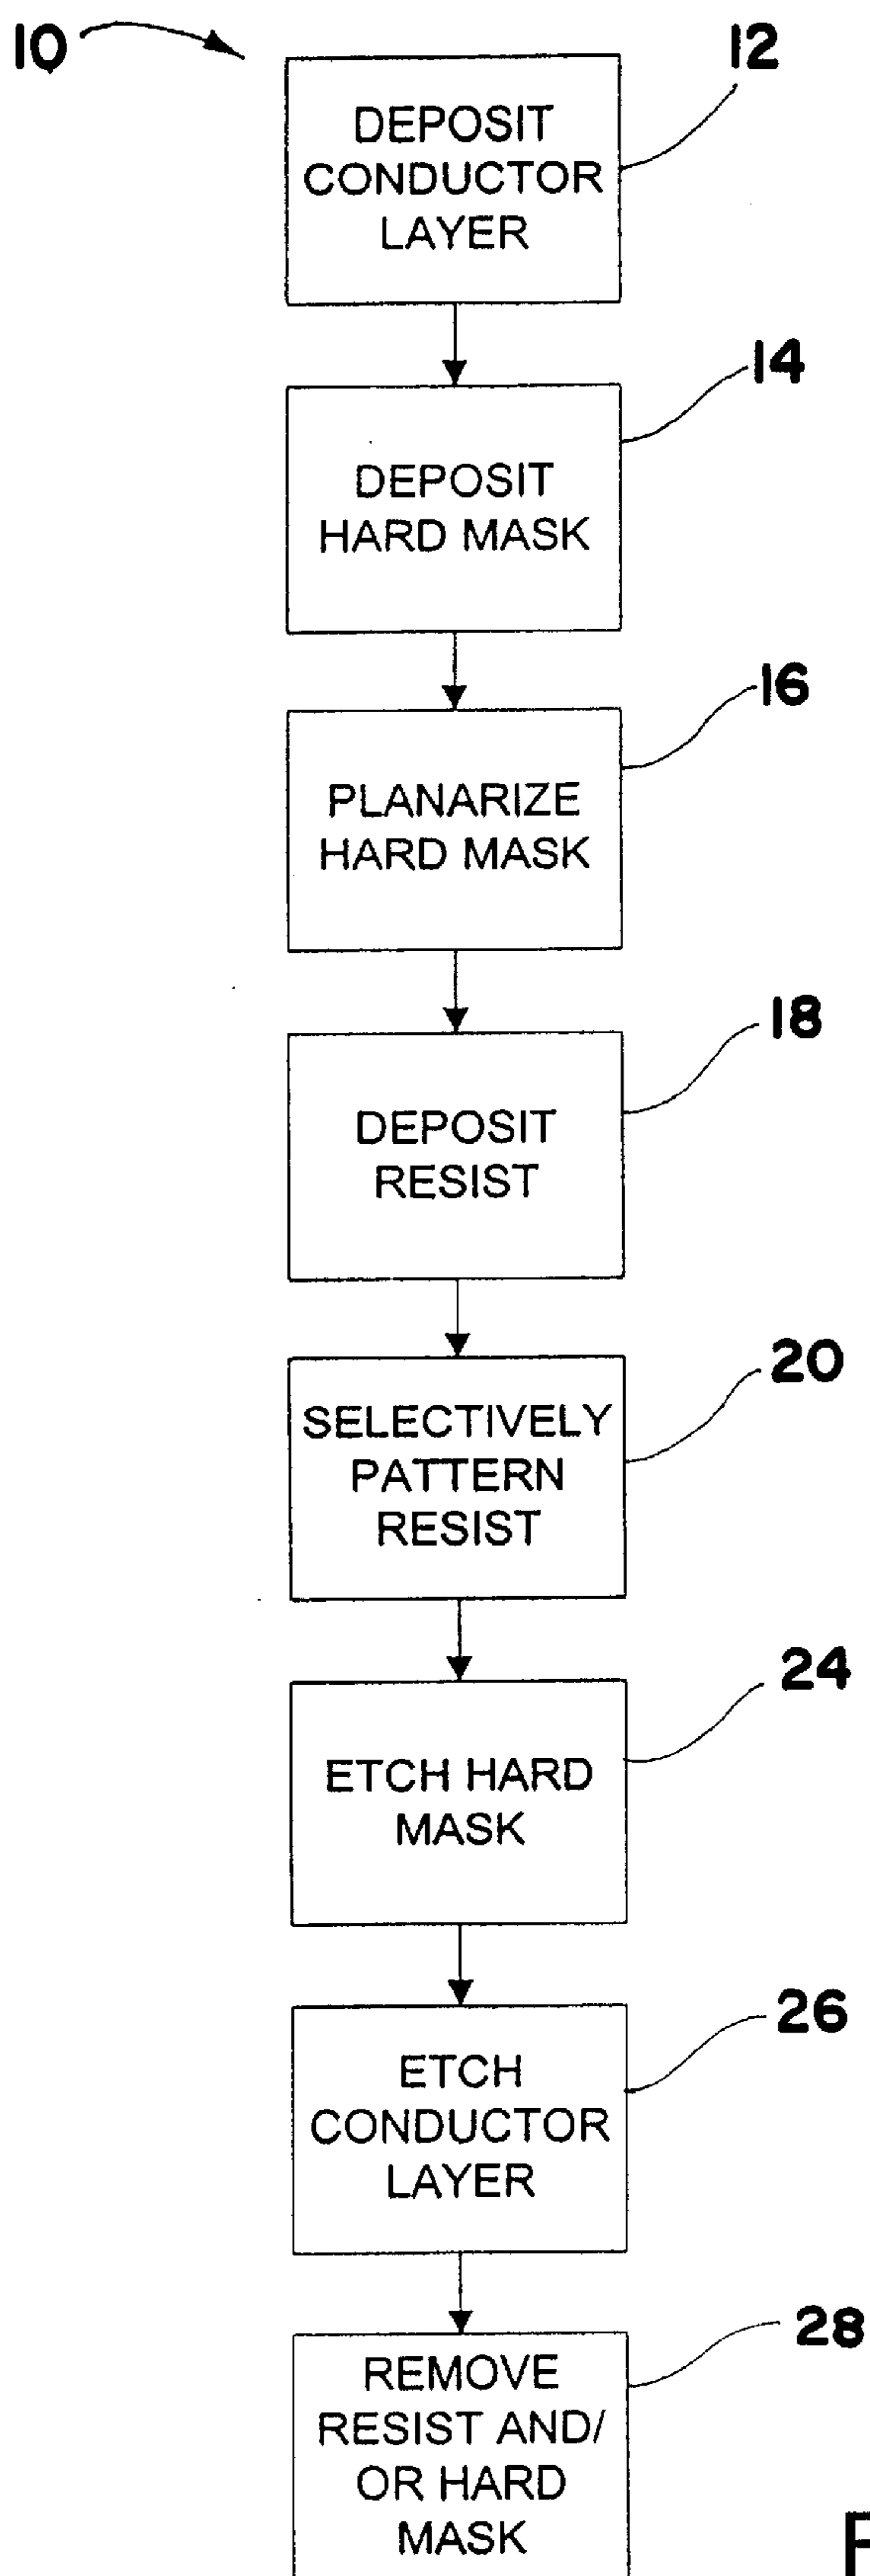 10
12
DEPOSIT
CONDUCTOR
LAYER
14
DEPOSIT
HARD MASK
16
PLANARIZE
HARD MASK
18
DEPOSIT
RESIST
20
SELECTIVELY
PATTERN
RESIST
24
ETCH HARD
MASK
26
ETCH
CONDUCTOR
LAYER
28
REMOVE
RESIST AND/
OR HARD
MASK